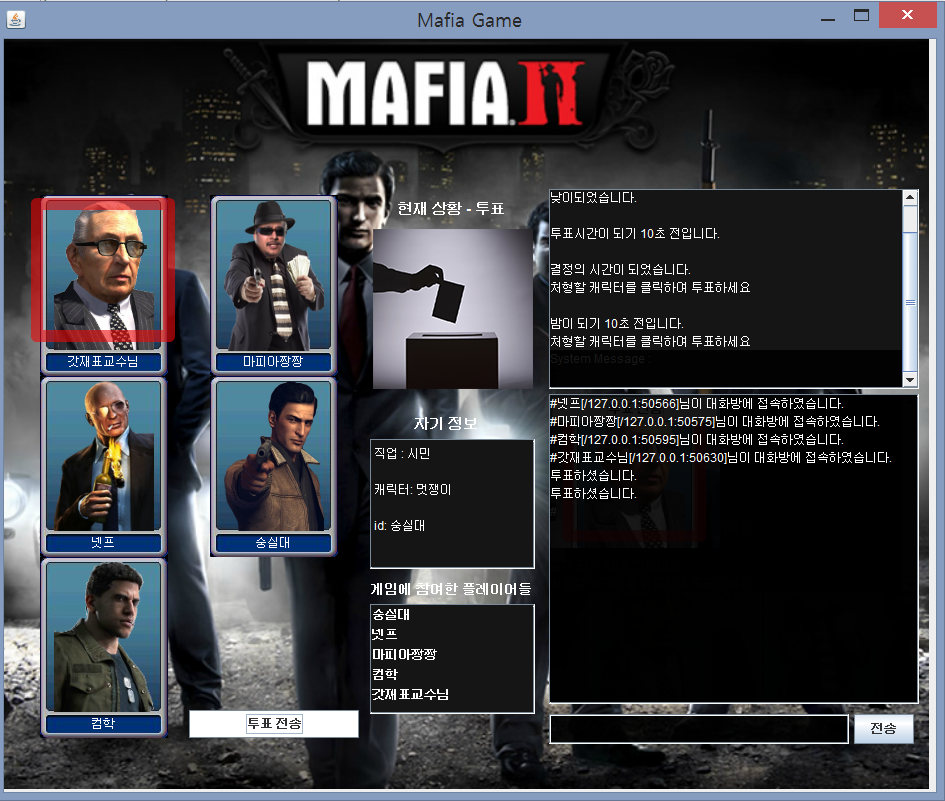 Mafia Game
MAFIA II
갓재표교수님
마피아짱짱
넷프
숭실대
컴학
투표 전송
현재 상황 - 투표
자기 정보
직업 : 시민
캐릭터: 멋쟁이
id: 숭실대
게임에 참여한 플레이어들
숭실대
넷프
마피아짱짱
컴학
갓재표교수님
낮이되었습니다.
투표시간이 되기 10초 전입니다.
결정의 시간이 되었습니다.
처형할 캐릭터를 클릭하며 투표하세요
밤이 되기 10초 전입니다.
처형할 캐릭터를 클릭하며 투표하세요
System Message :
#넷프[/127.0.0.1:50566]님이 대화방에 접속하였습니다.
#마피아짱짱[/127.0.0.1:50575]님이 대화방에 접속하였습니다.
#컴학[/127.0.0.1:50595]님이 대화방에 접속하였습니다.
#갓재표교수님[/127.0.0.1:50630]님이 대화방에 접속하였습니다.
투표하셨습니다.
투표하셨습니다.
#
전송